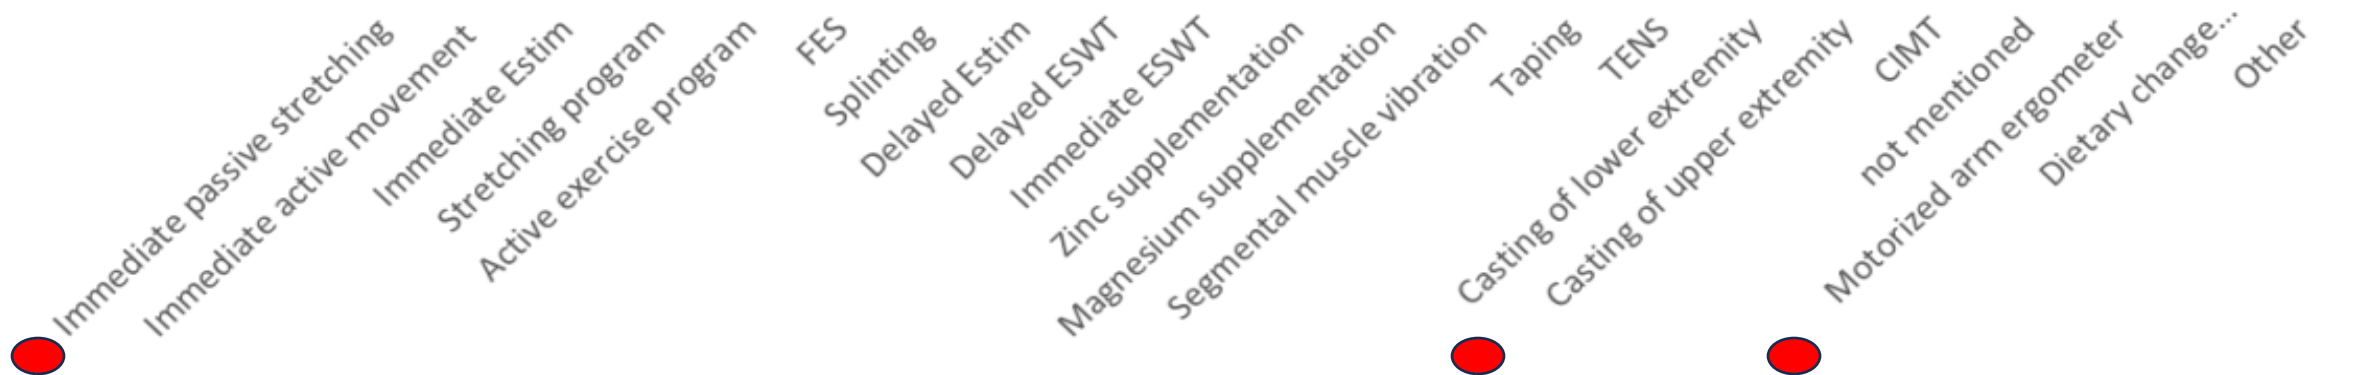 Immediate passive stretching
Immediate active movement
Immediate Estim
Stretching program
Active exercise program
FES
Splinting
Delayed Estim
Delayed ESWT
Immediate ESWT
Zinc supplementation
Magnesium supplementation
Segmental muscle vibration
Taping
TENS
Casting of lower extremity
Casting of upper extremity
CIMT
not mentioned
Motorized arm ergometer
Dietary change...
Other